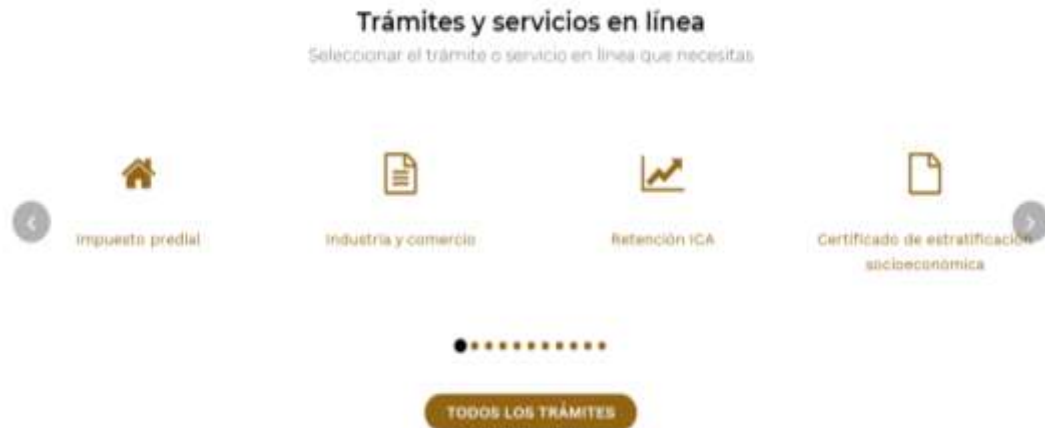 Trámites y servicios en línea
Seleccionar el trámite o servicio en línea que necesitas
Impuesto predial
Industria y comercio
Retención ICA
Certificado de estratificación
socioeconómica
TODOS LOS TRÁMITES